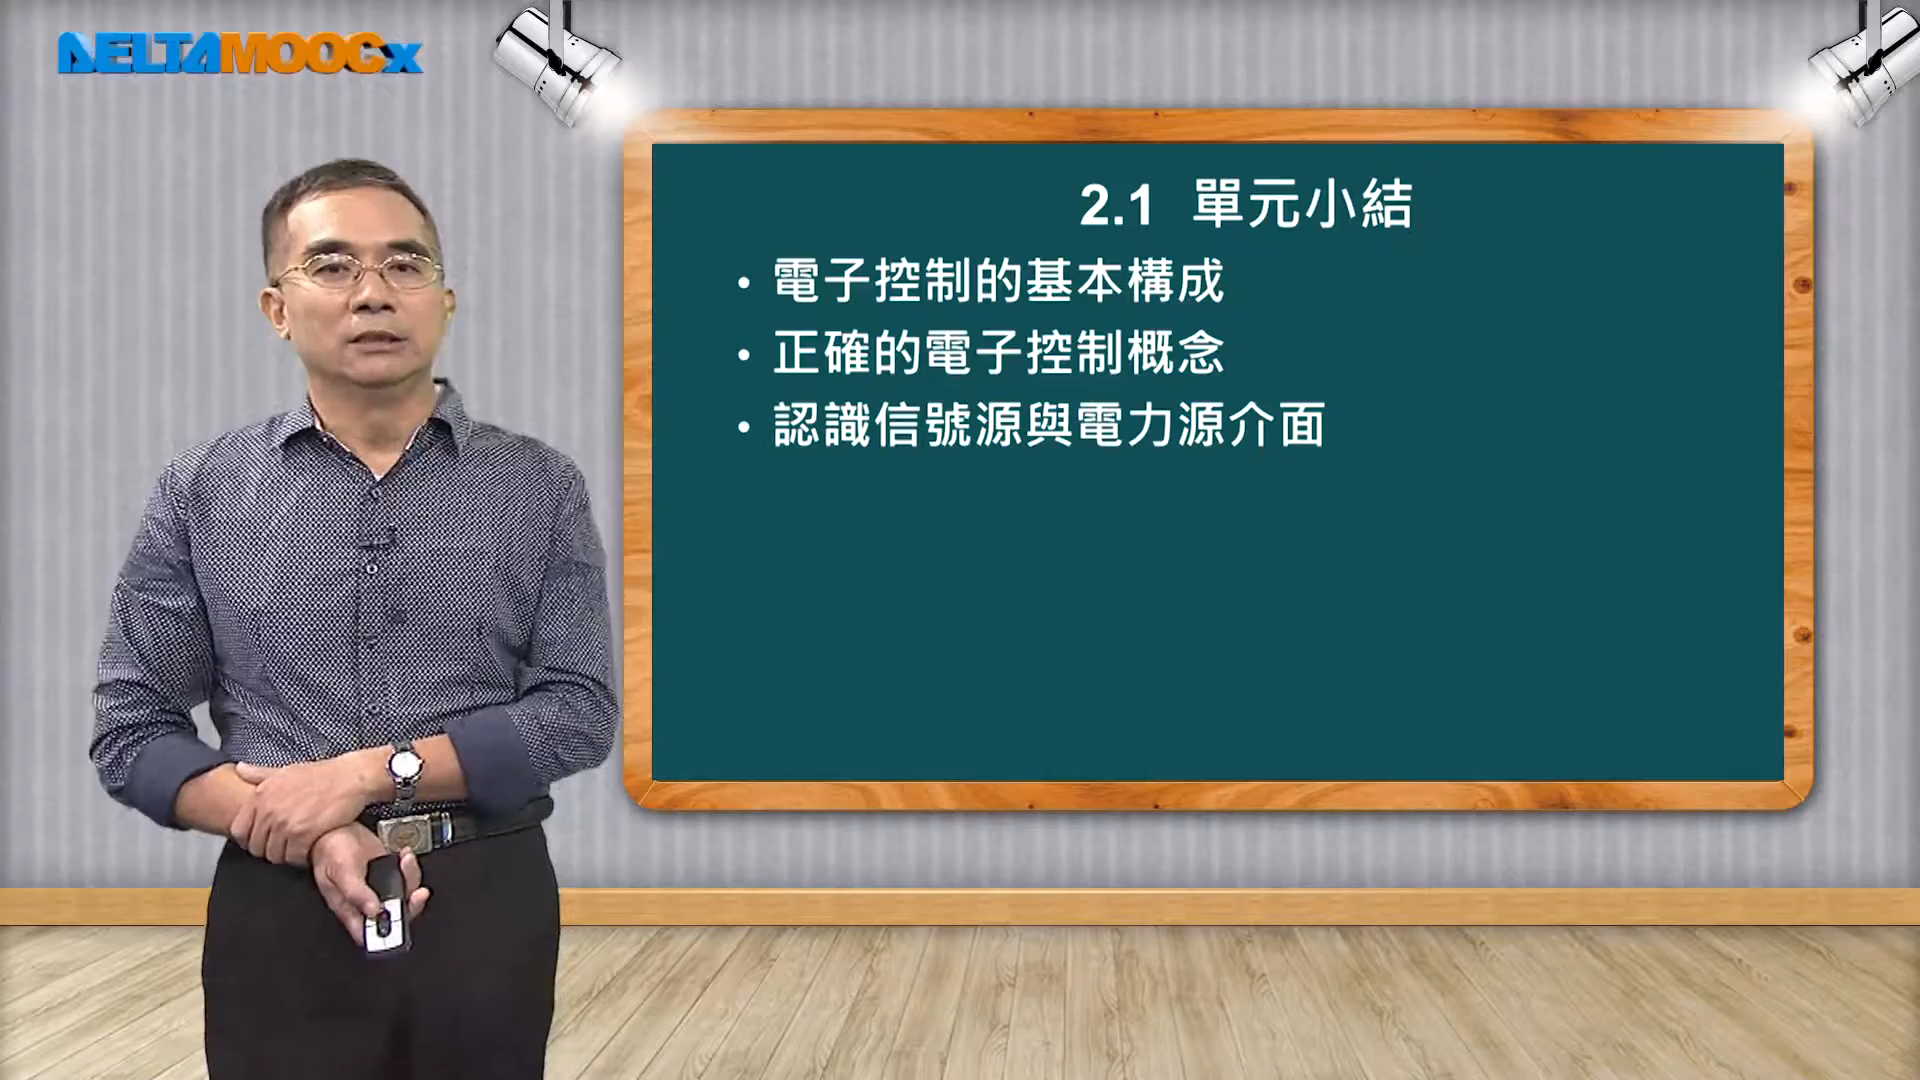 DELTAMOOCx
2.1 單元小結
• 電子控制的基本構成
• 正確的電子控制概念
• 認識信號源與電力源介面